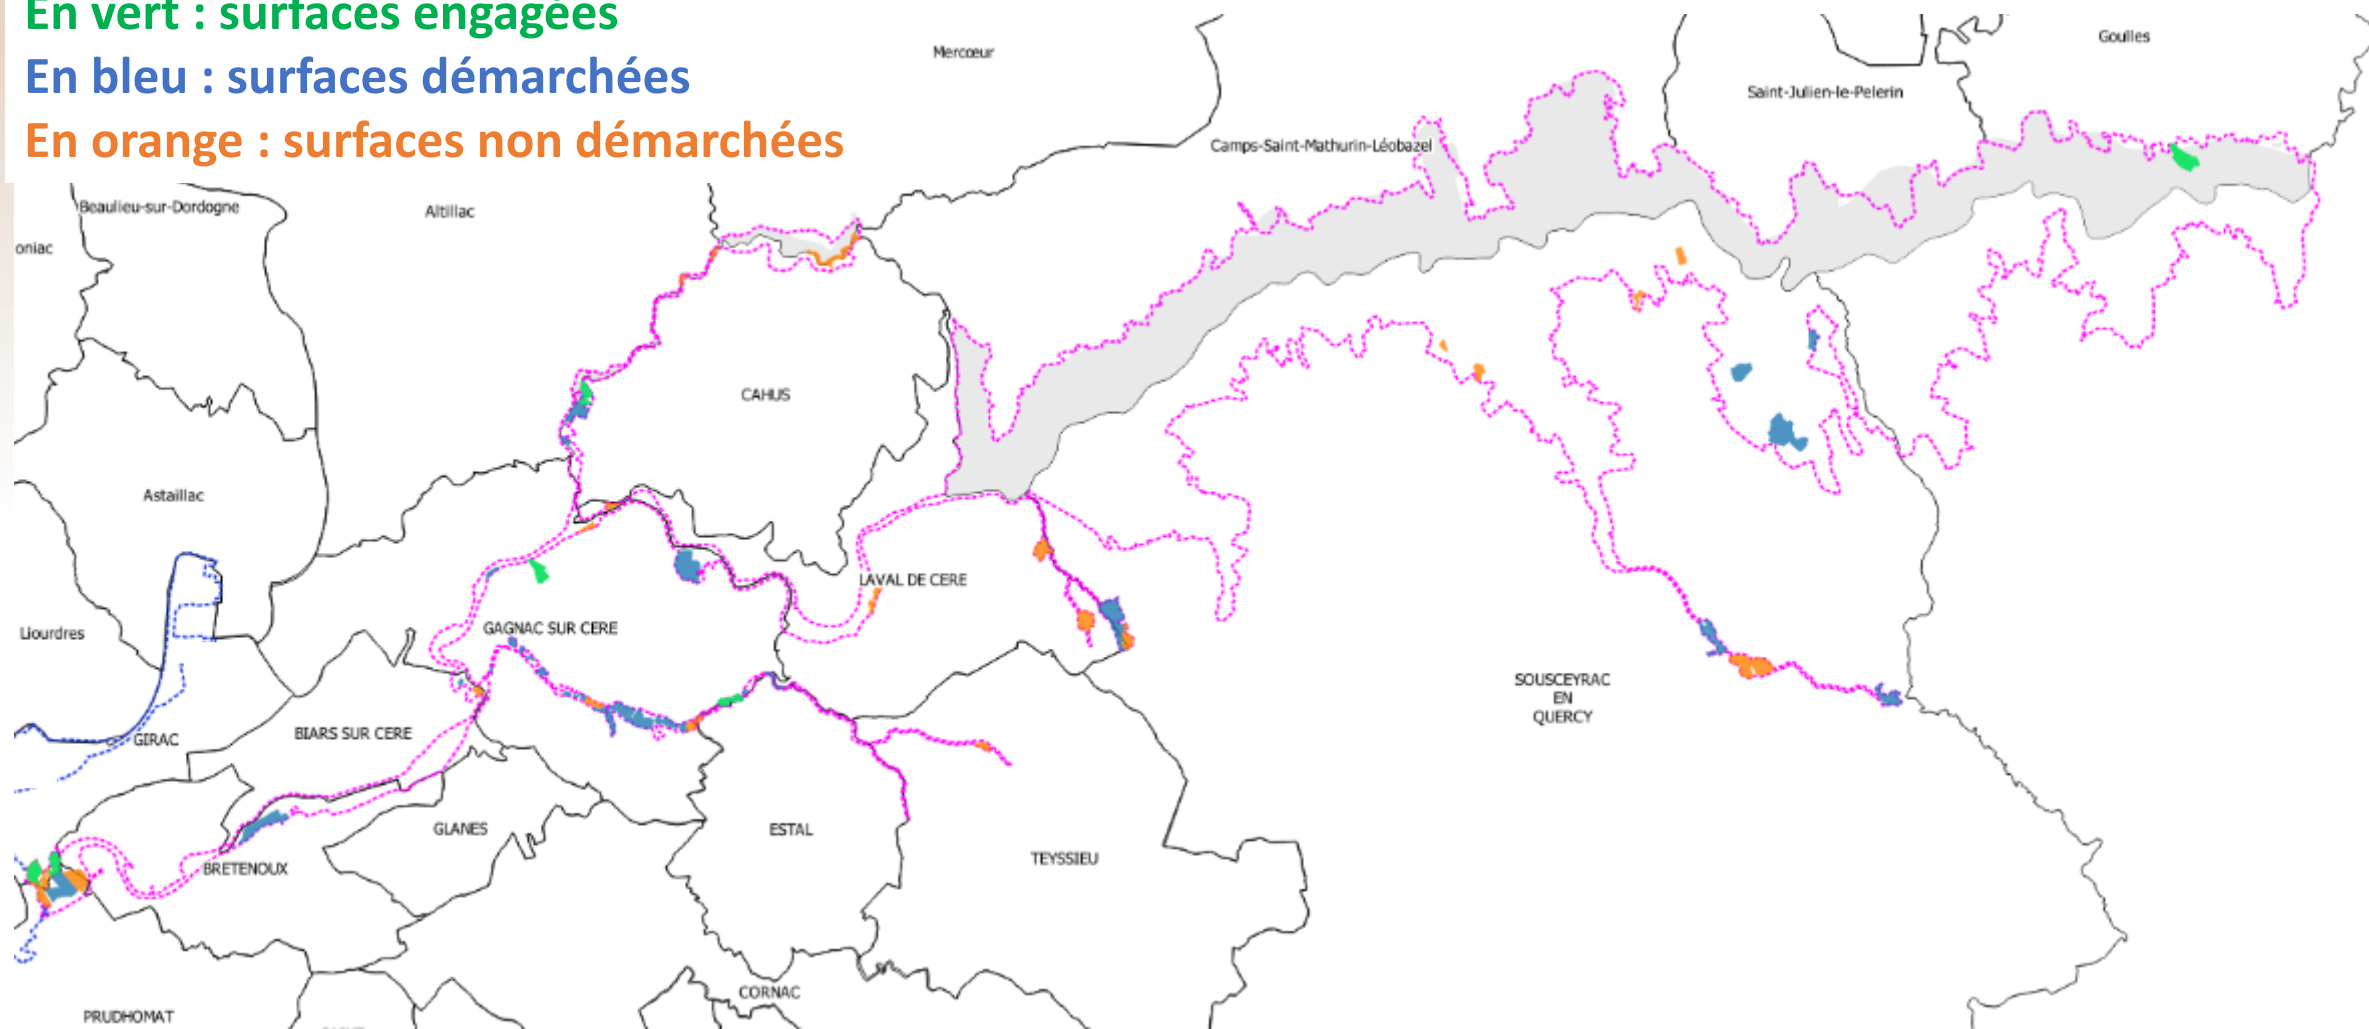 En vert : surfaces engagées
En bleu : surfaces démarchées
En orange : surfaces non démarchées
Mercœur
Goulles
Saint-Julien-le-Pelerin
Camps-Saint-Mathurin-Léobazel
Beaulieu-sur-Dordogne
Altillac
oniac
CAHUS
Astaillac
LAVAL DE CERE
Liourdres
GAGNAC SUR CERE
SOUSCEYRAC
EN
QUERCY
GIRAC
BIARS SUR CERE
GLANES
ESTAL
TEYSSIEU
BRETENOUX
CORNAC
PRUDHOMAT